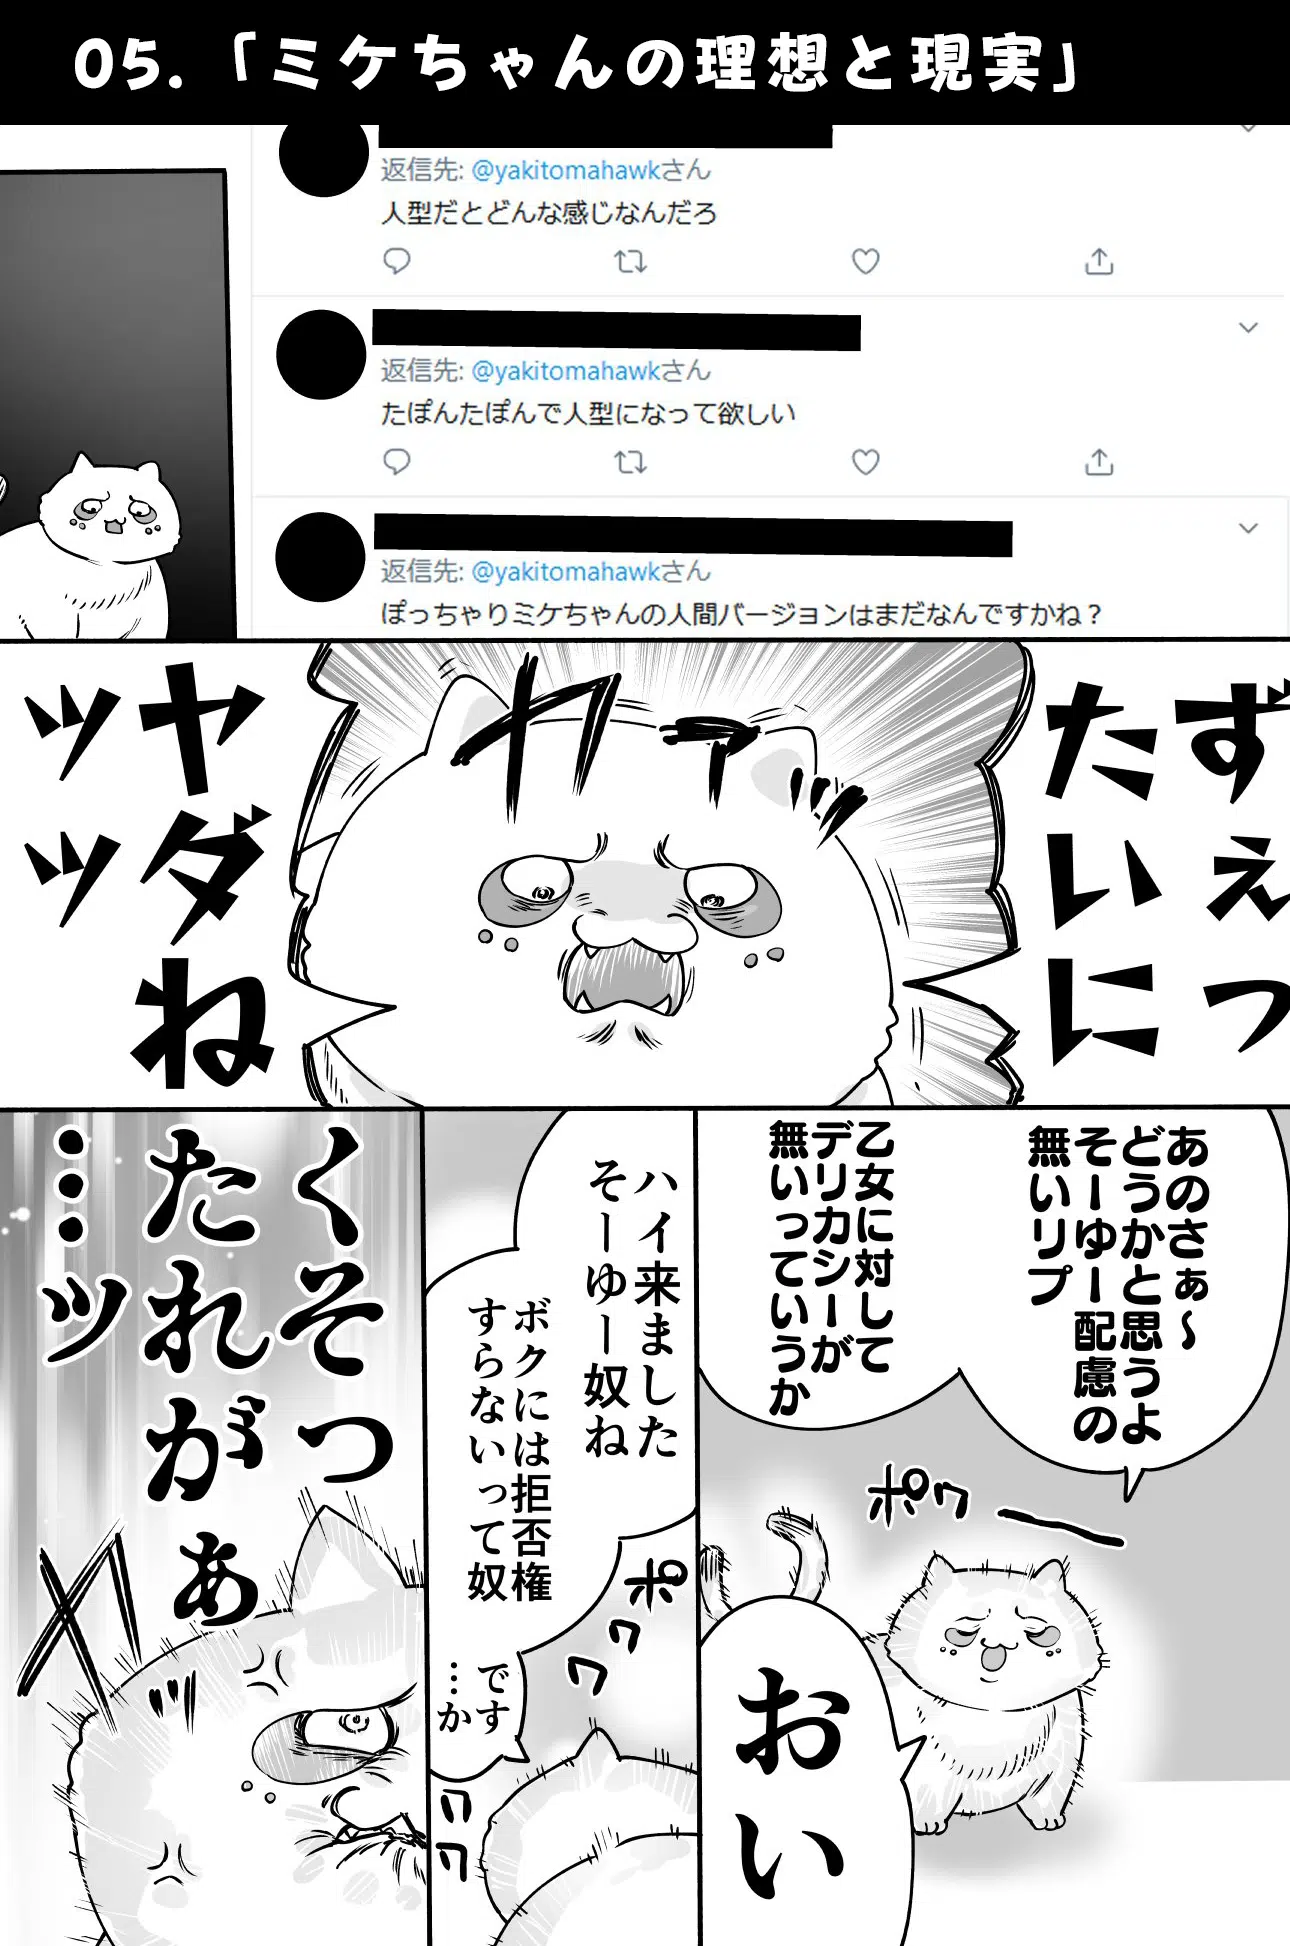 05.「ミケちゃんの理想と現実」
返信先: @yakitomahawkさん
人型だとどんな感じなんだろ
返信先: @yakitomahawkさん
たぽんたぽんで人型になって欲しい
返信先: @yakitomahawkさん
ぽっちゃりミケちゃんの人間バージョンはまだなんですかね？
ずぇっ
たいに
カァ
ヤダね
ッッ
あのさぁ〜
どうかと思うよ
そーゆー配慮の
無いリプ
乙女に対して
デリカシーが
無いっていうか
ポワー
おい
ハイ来ました
そーゆー奴ね
ボクには拒否権
すらないって奴
です
…か
ポワワ
ワワ
くそっ
たれがぁ
……ッ
メ